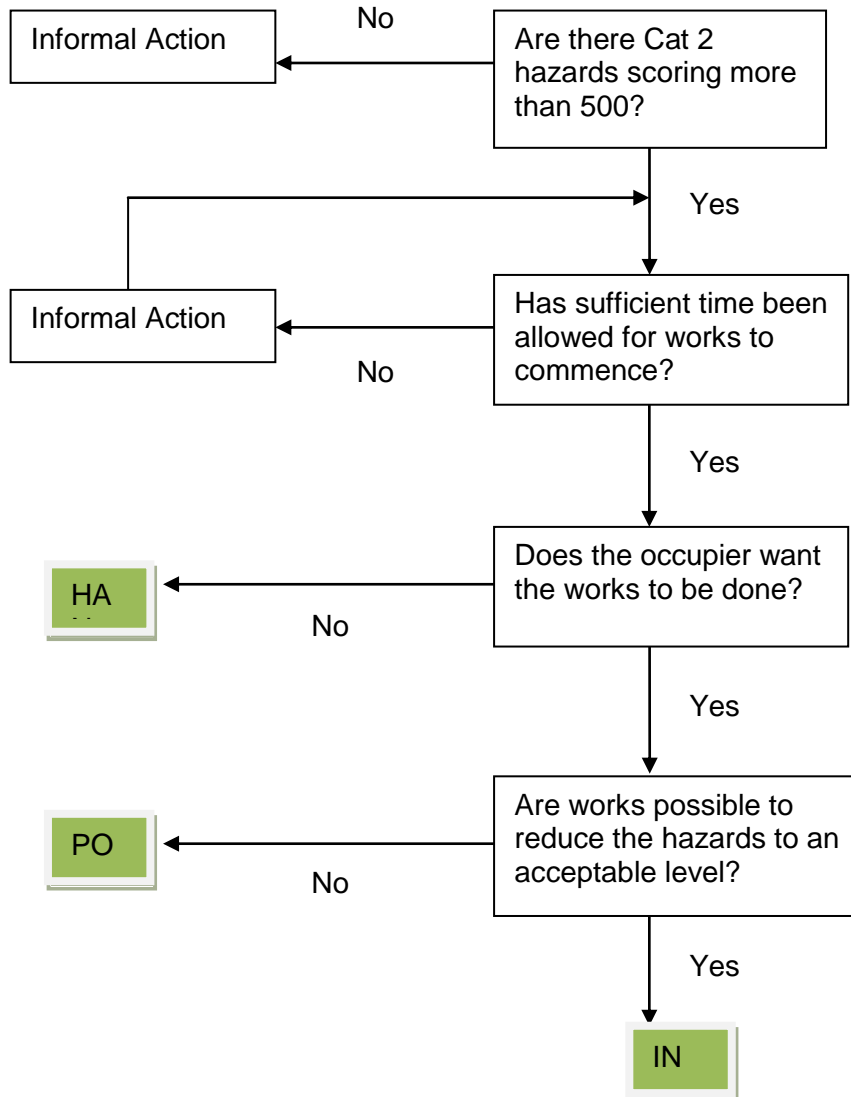 Informal Action
No
Are there Cat 2
hazards scoring more
than 500?
Yes
Informal Action
No
Has sufficient time been
allowed for works to
commence?
Yes
HA
No
Does the occupier want
the works to be done?
Yes
PO
No
Are works possible to
reduce the hazards to an
acceptable level?
Yes
IN